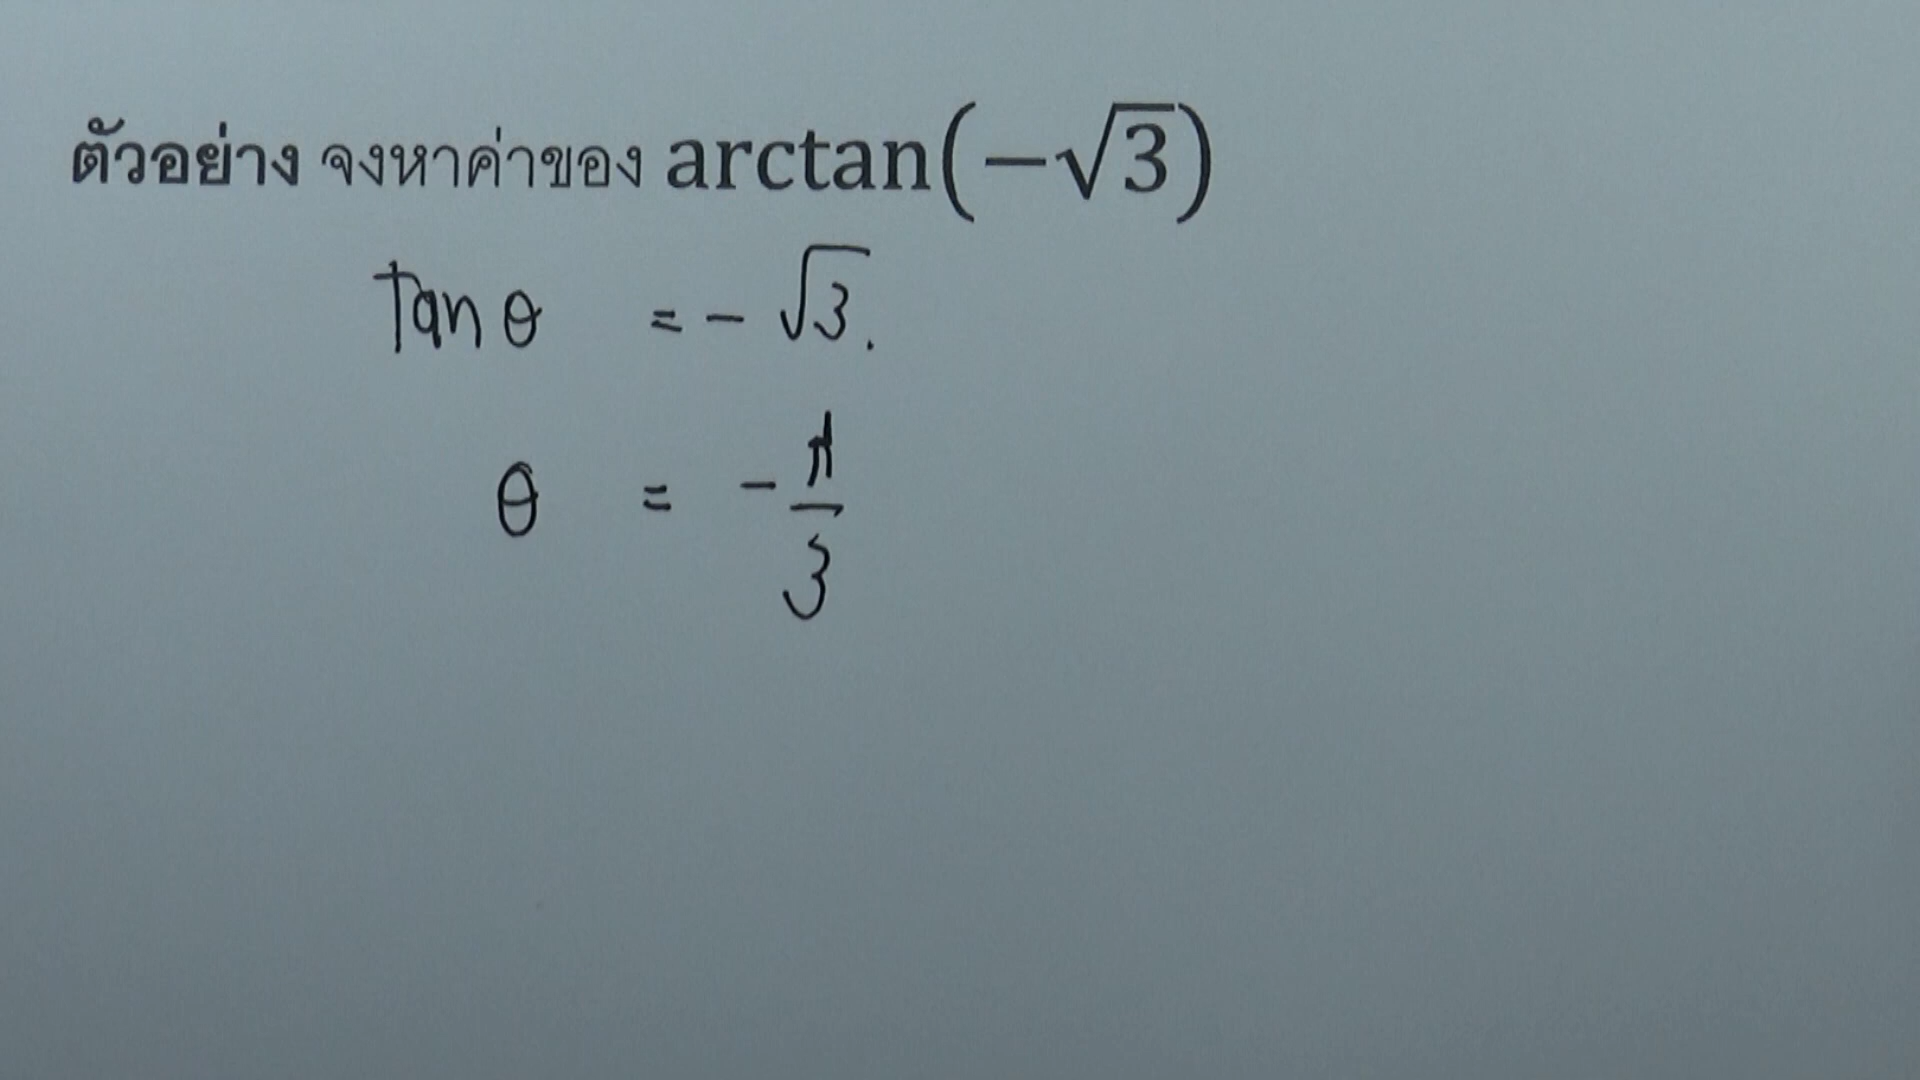 ตัวอย่าง จงหาค่าของ arctan(−√3)
Tan θ = - √3.
θ = - π/3